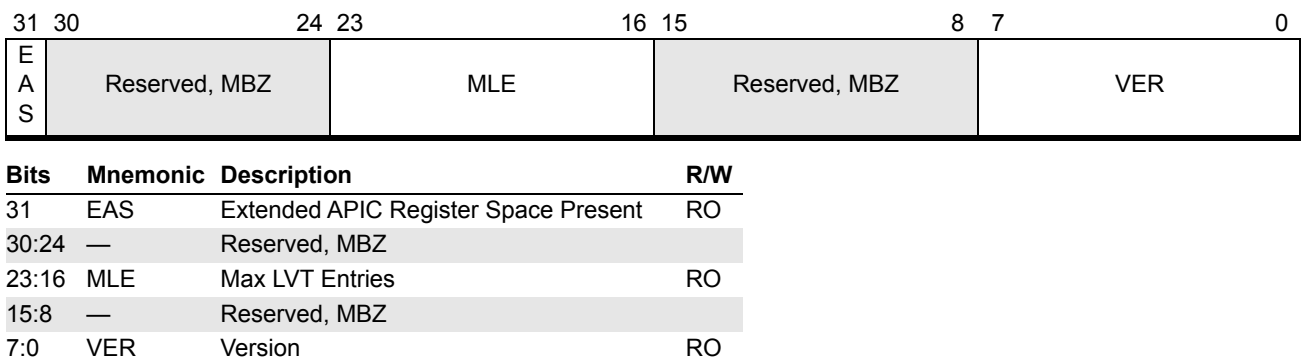 31 30 24 23 16 15 8 7 0
E
A Reserved, MBZ MLE Reserved, MBZ VER
S
Bits Mnemonic Description R/W
31 EAS Extended APIC Register Space Present RO
30:24 — Reserved, MBZ
23:16 MLE Max LVT Entries RO
15:8 — Reserved, MBZ
7:0 VER Version RO